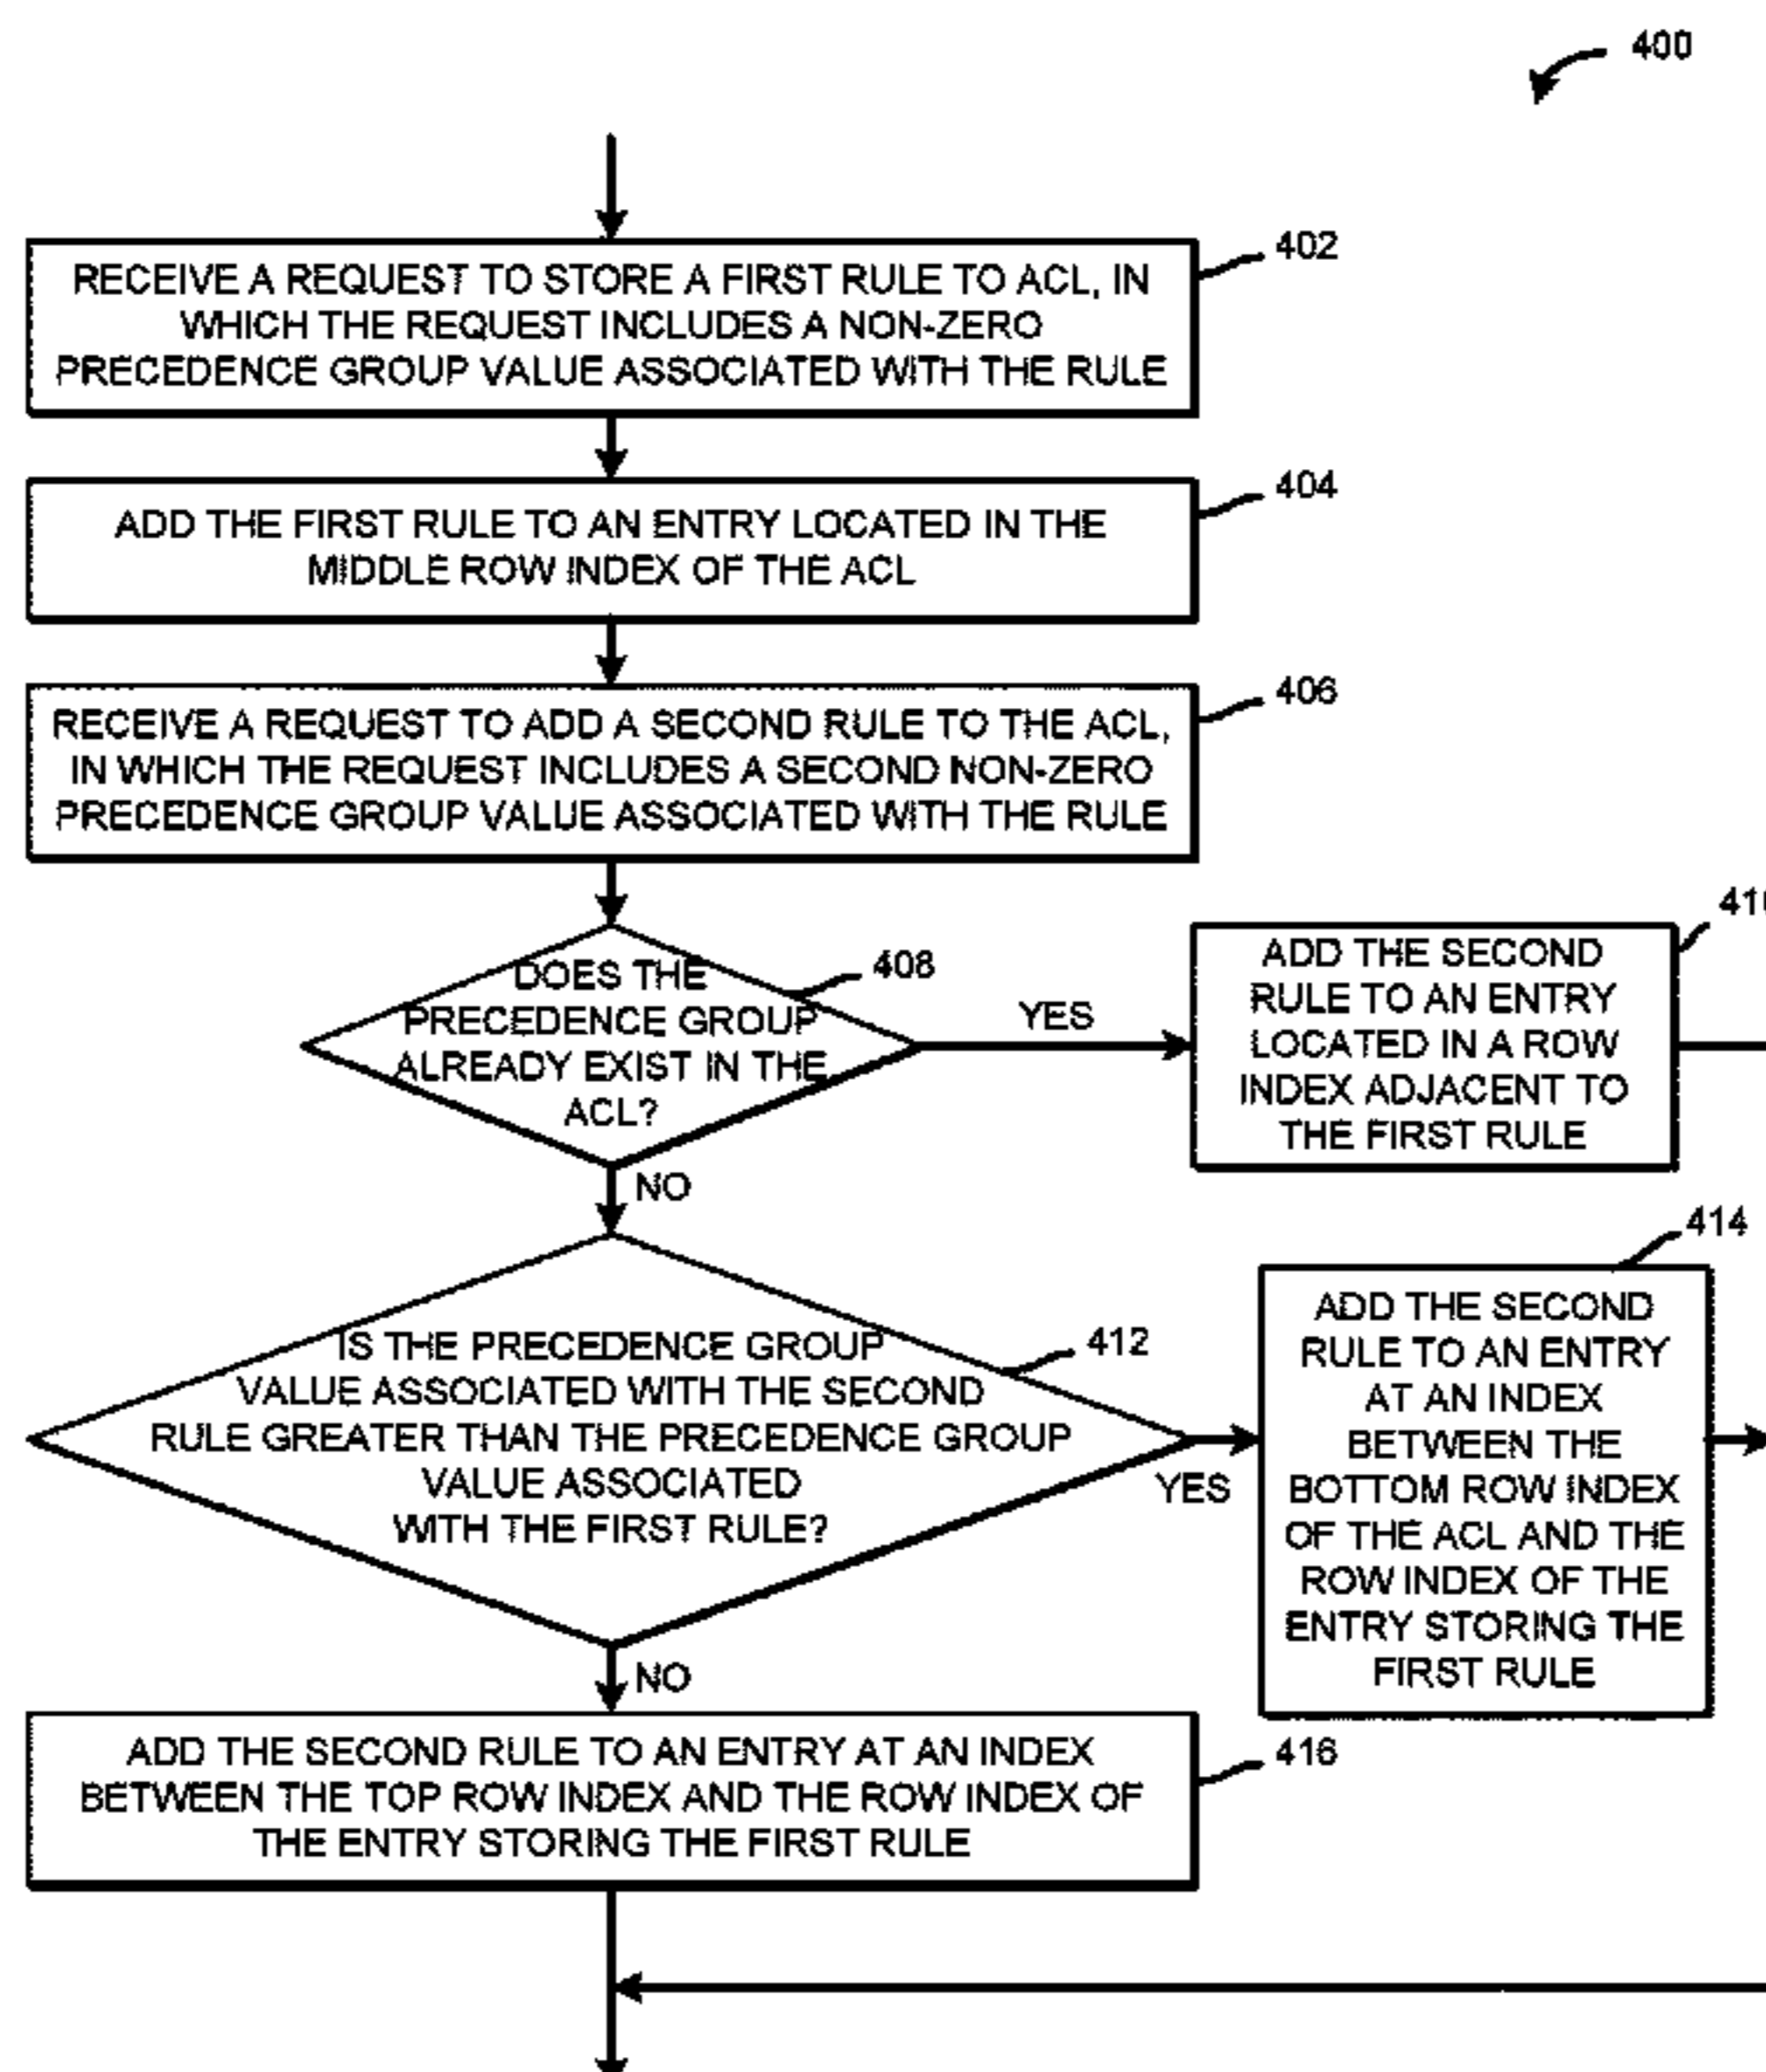 400
402
RECEIVE A REQUEST TO STORE A FIRST RULE TO ACL, IN
WHICH THE REQUEST INCLUDES A NON-ZERO
PRECEDENCE GROUP VALUE ASSOCIATED WITH THE RULE
404
ADD THE FIRST RULE TO AN ENTRY LOCATED IN THE
MIDDLE ROW INDEX OF THE ACL
406
RECEIVE A REQUEST TO ADD A SECOND RULE TO THE ACL,
IN WHICH THE REQUEST INCLUDES A SECOND NON-ZERO
PRECEDENCE GROUP VALUE ASSOCIATED WITH THE RULE
408
DOES THE
PRECEDENCE GROUP
ALREADY EXIST IN THE
ACL?
YES
NO
ADD THE SECOND
RULE TO AN ENTRY
LOCATED IN A ROW
INDEX ADJACENT TO
THE FIRST RULE
412
IS THE PRECEDENCE GROUP
VALUE ASSOCIATED WITH THE SECOND
RULE GREATER THAN THE PRECEDENCE GROUP
VALUE ASSOCIATED
WITH THE FIRST RULE?
YES
NO
414
ADD THE SECOND
RULE TO AN ENTRY
AT AN INDEX
BETWEEN THE
BOTTOM ROW INDEX
OF THE ACL AND THE
ROW INDEX OF THE
ENTRY STORING THE
FIRST RULE
416
ADD THE SECOND RULE TO AN ENTRY AT AN INDEX
BETWEEN THE TOP ROW INDEX AND THE ROW INDEX OF
THE ENTRY STORING THE FIRST RULE